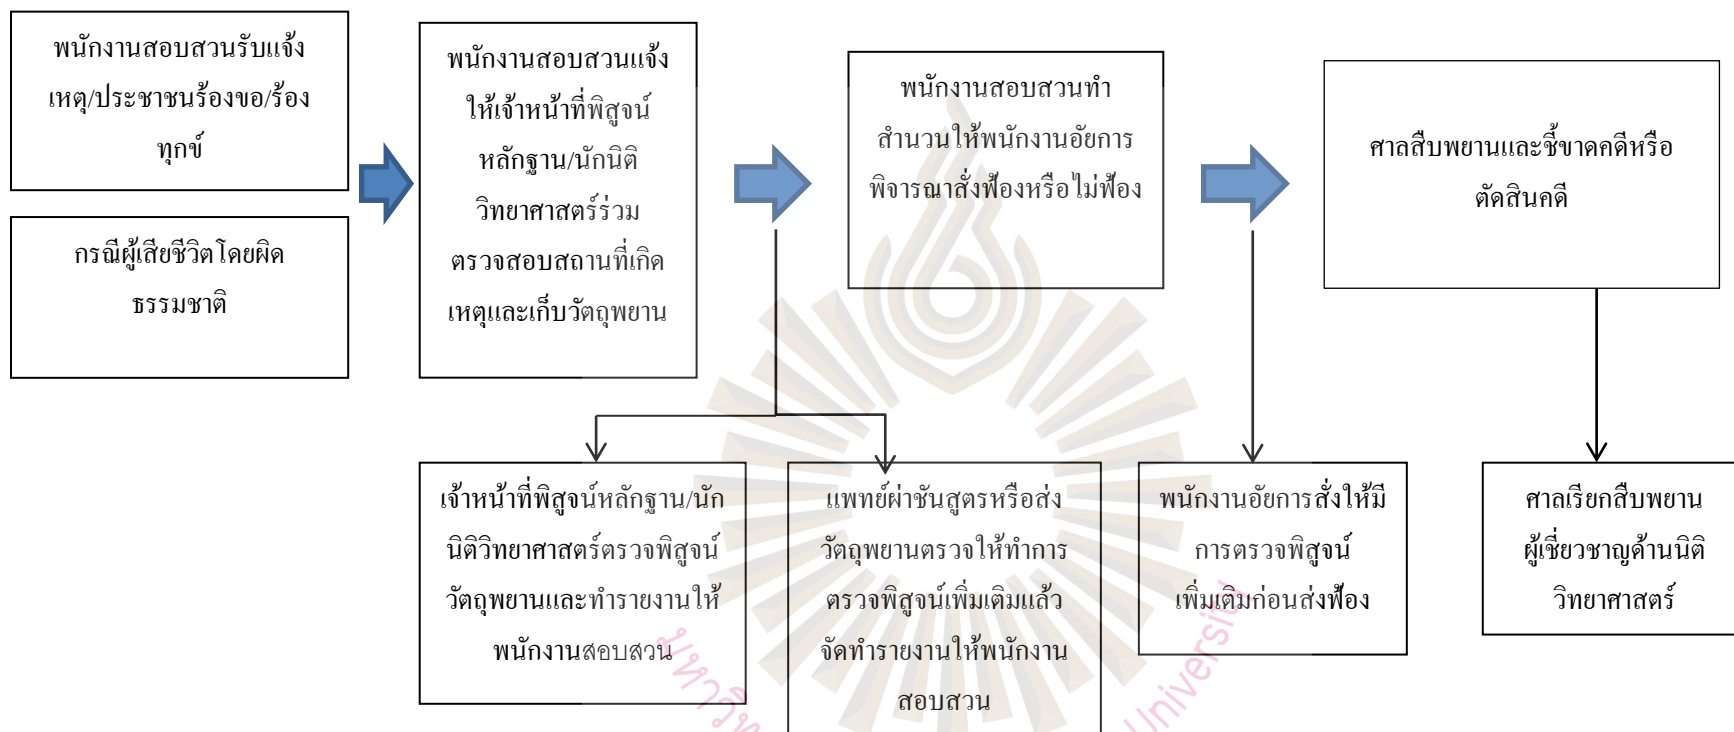 พนักงานสอบสวนรับแจ้ง
เหตุ/ประชาชนร้องขอ/ร้อง
ทุกข์
กรณีผู้เสียชีวิตโดยผิด
ธรรมชาติ
พนักงานสอบสวนแจ้ง
ให้เจ้าหน้าที่พิสูจน์
หลักฐาน/นักนิติ
วิทยาศาสตร์ร่วม
ตรวจสอบสถานที่เกิด
เหตุและเก็บวัตถุพยาน
พนักงานสอบสวนทำ
สำนวนให้พนักงานอัยการ
พิจารณาสั่งฟ้องหรือไม่ฟ้อง
ศาลสืบพยานและชี้ขาดคดีหรือ
ตัดสินคดี
เจ้าหน้าที่พิสูจน์หลักฐาน/นัก
นิติวิทยาศาสตร์ตรวจพิสูจน์
วัตถุพยานและทำรายงานให้
พนักงานสอบสวน
แพทย์ผ่าชันสูตรหรือส่ง
วัตถุพยานตรวจให้ทำการ
ตรวจพิสูจน์เพิ่มเติมแล้ว
จัดทำรายงานให้พนักงาน
สอบสวน
พนักงานอัยการสั่งให้มี
การตรวจพิสูจน์
เพิ่มเติมก่อนส่งฟ้อง
ศาลเรียกสืบพยาน
ผู้เชี่ยวชาญด้านนิติ
วิทยาศาสตร์
University